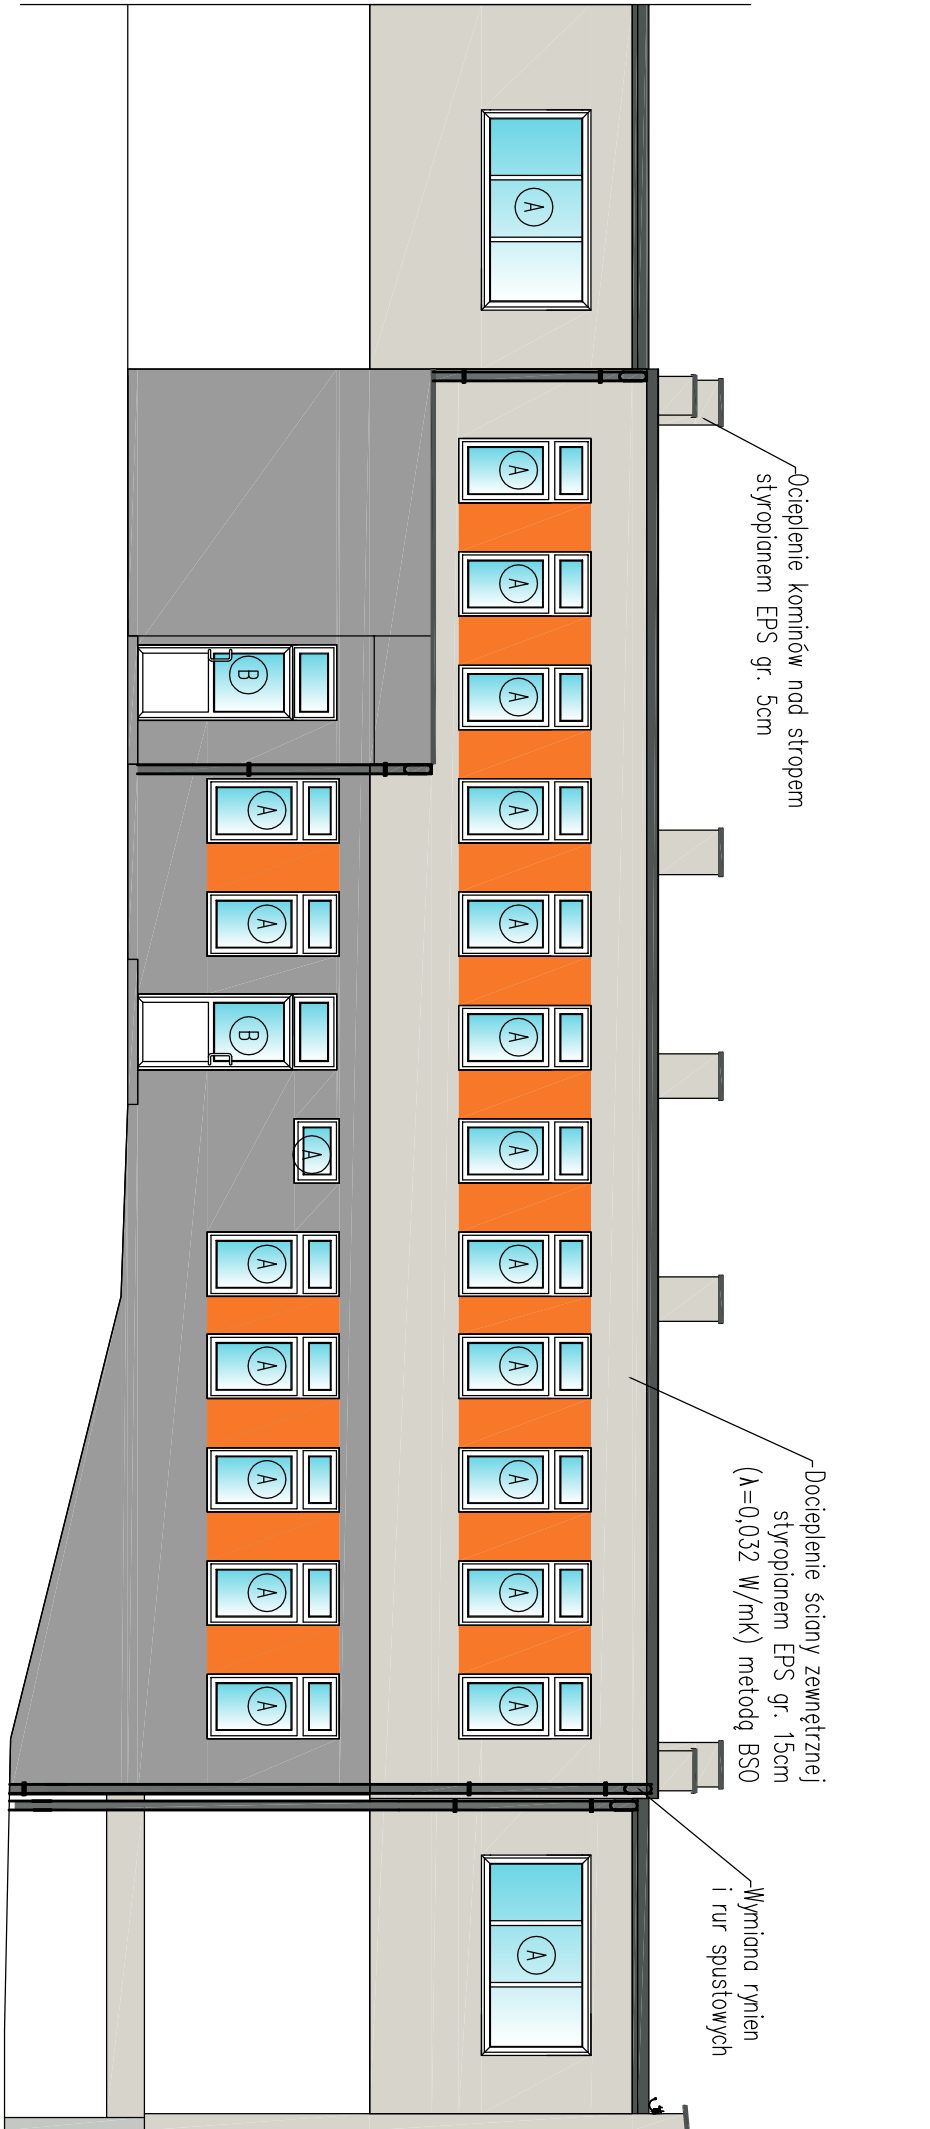 Ocieplenie kominów nad stropem
styropianem EPS gr. 5cm
Docieplenie ściany zewnętrznej
styropianem EPS gr. 15cm
(λ=0,032 W/mK) metodą BSO
Wymiana rynien
i rur spustowych
A
A
A
A
A
A
A
A
A
A
A
A
A
A
B
A
A
B
A
A
A
A
A
A